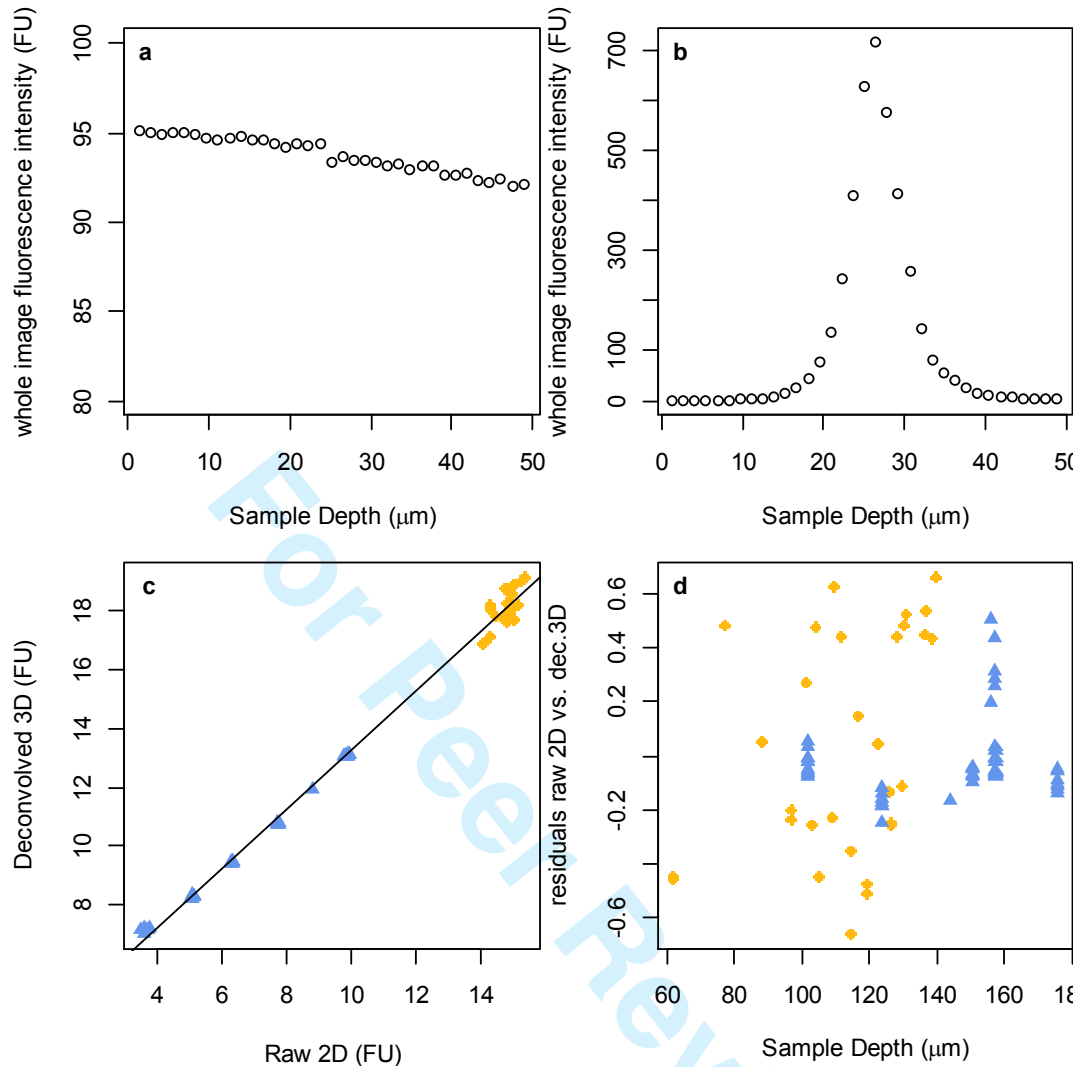 a
whole image fluorescence intensity (FU)
100
95
90
85
80
0 10 20 30 40 50
Sample Depth (μm)
b
whole image fluorescence intensity (FU)
700
500
300
100
0
0 10 20 30 40 50
Sample Depth (μm)
c
Deconvolved 3D (FU)
18
16
14
12
10
8
4 6 8 10 12 14
Raw 2D (FU)
d
residuals raw 2D vs. dec.3D
0.6
0.2
-0.2
-0.6
60 80 100 120 140 160
Sample Depth (μm)
For Peer Rev